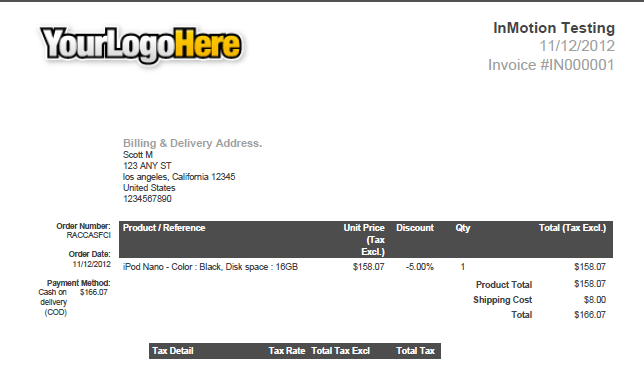 YourLogoHere
InMotion Testing
11/12/2012
Invoice #IN000001
Billing & Delivery Address.
Scott M
123 ANY ST
los angeles, California 12345
United States
1234567890
Order Number:
RACCASFCI
Order Date:
11/12/2012
Payment Method:
Cash on delivery (COD) $166.07
Product / Reference Unit Price (Tax Excl.) Discount Qty Total (Tax Excl.)
iPod Nano - Color : Black, Disk space : 16GB $158.07 -5.00% 1 $158.07
Product Total $158.07
Shipping Cost $8.00
Total $166.07
Tax Detail Tax Rate Total Tax Excl Total Tax